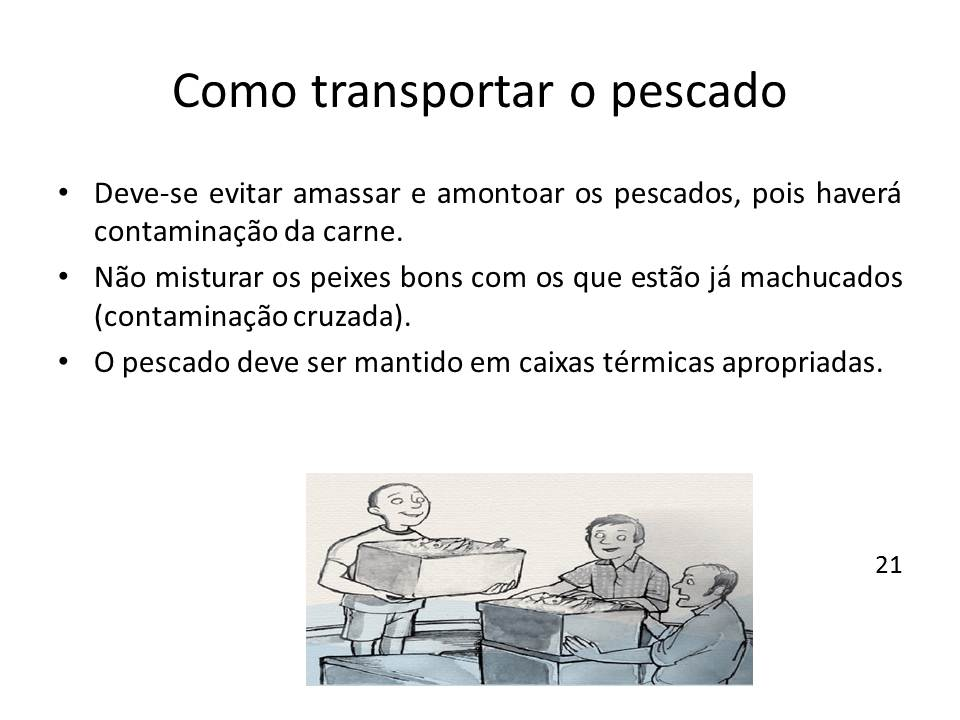 Como transportar o pescado
• Deve-se evitar amassar e amontoar os pescados, pois haverá
contaminação da carne.
• Não misturar os peixes bons com os que estão já machucados
(contaminação cruzada).
• O pescado deve ser mantido em caixas térmicas apropriadas.
21